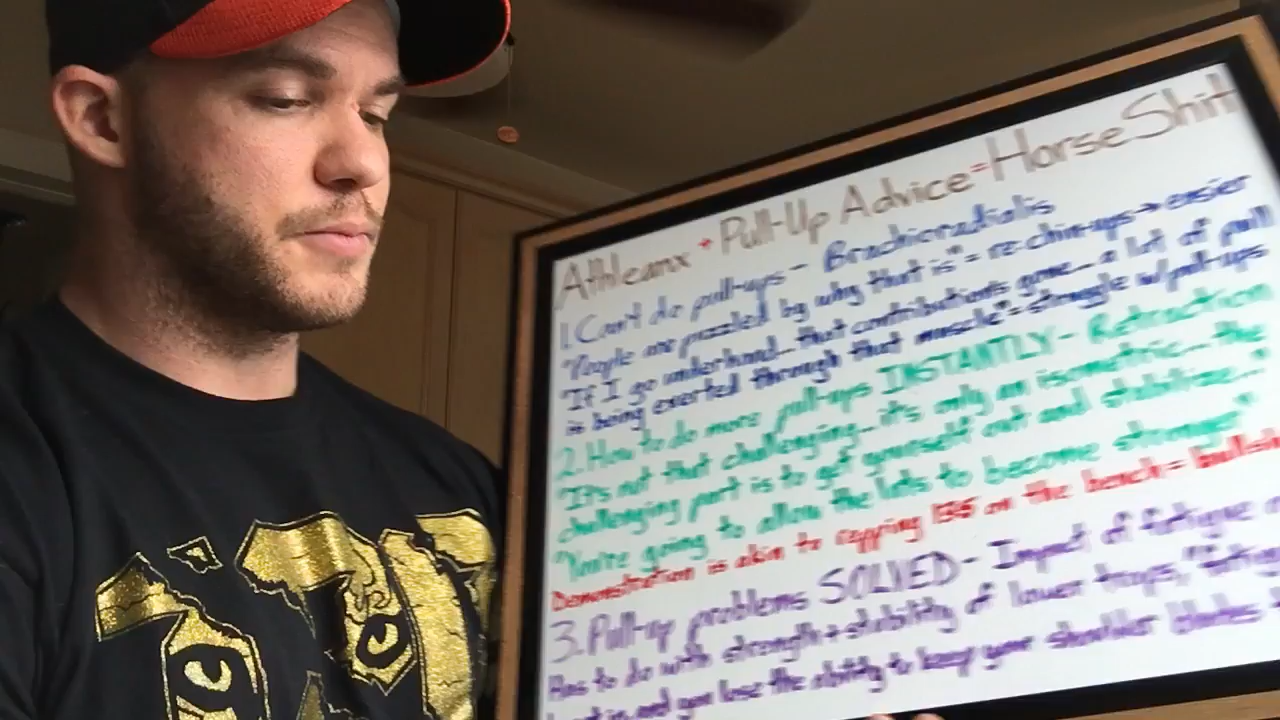 Athleanx • Pull-Up Advice = HorseShit
1. Can't do pull-ups - Brachioradialis
"People are puzzled by why that is" = re: chin-ups → easier
"If I go underhand... that contributions gone... a lot of pull
is being exerted through that muscle" = struggle w/ pull-ups
2. How to do more pull-ups INSTANTLY - Retraction
"It's not that challenging... it's only an isometric... the
challenging part is to get yourself out and stabilize..."
"You're going to allow the lats to become stronger"
Demonstration is akin to repping 135 on the bench =
3. Pull-up problems SOLVED - Impact of fatigue
Has to do with strength + stability of lower traps, "fatigue
and you lose the ability to keep your shoulder blades